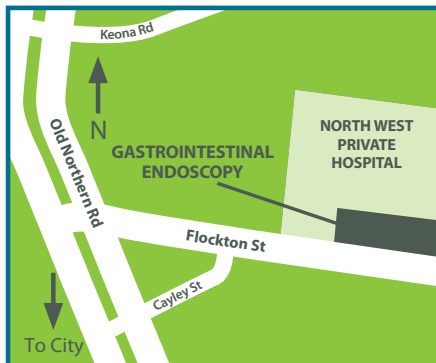 Keona Rd
N
Old Northern Rd
GASTROINTESTINAL
ENDOSCOPY
NORTH WEST
PRIVATE
HOSPITAL
Flockton St
Cayley St
To City